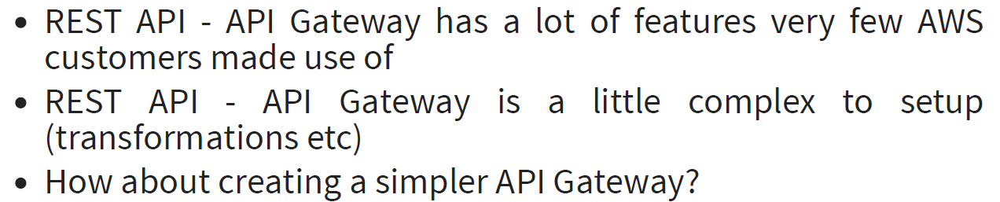 • REST API - API Gateway has a lot of features very few AWS
customers made use of
• REST API - API Gateway is a little complex to setup
(transformations etc)
• How about creating a simpler API Gateway?